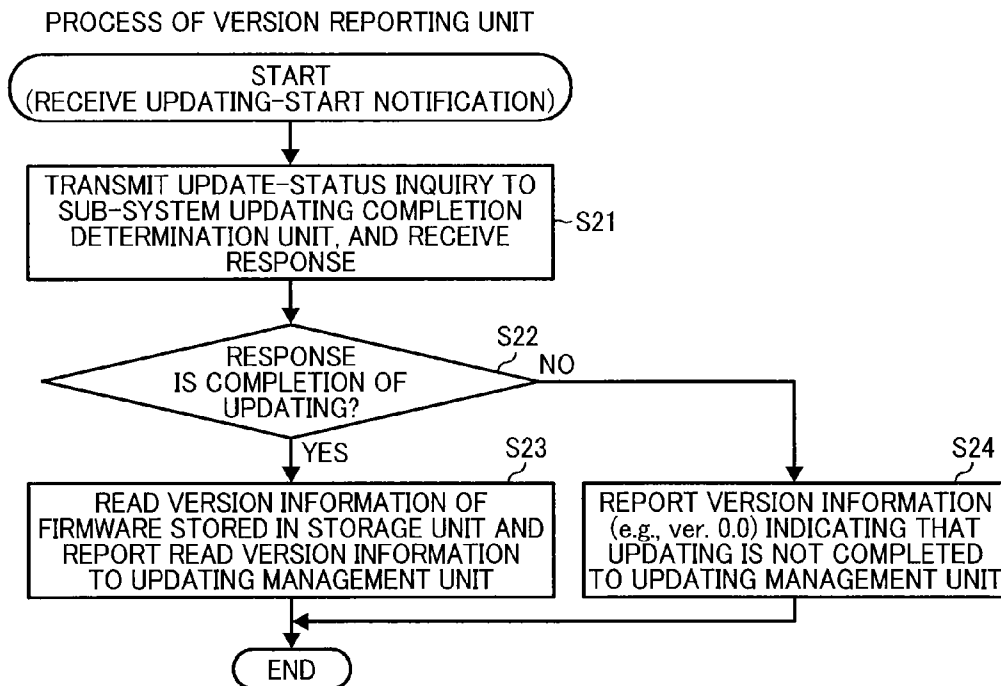 PROCESS OF VERSION REPORTING UNIT
START
(RECEIVE UPDATING-START NOTIFICATION)
TRANSMIT UPDATE-STATUS INQUIRY TO
SUB-SYSTEM UPDATING COMPLETION
DETERMINATION UNIT, AND RECEIVE
RESPONSE
S21
RESPONSE
IS COMPLETION OF
UPDATING?
S22
NO
YES
S23
READ VERSION INFORMATION OF
FIRMWARE STORED IN STORAGE UNIT AND
REPORT READ VERSION INFORMATION
TO UPDATING MANAGEMENT UNIT
S24
REPORT VERSION INFORMATION
(e.g., ver. 0.0) INDICATING THAT
UPDATING IS NOT COMPLETED
TO UPDATING MANAGEMENT UNIT
END